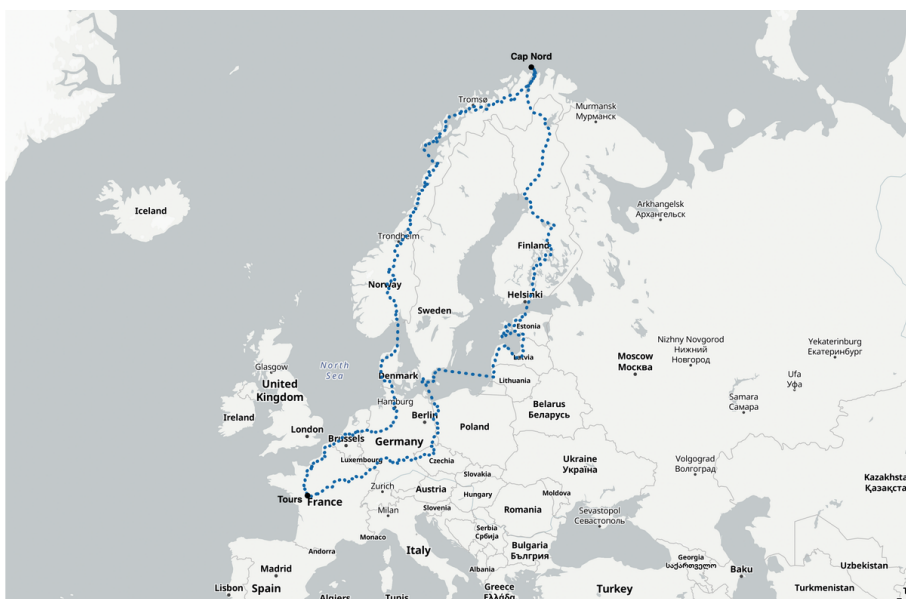 Cap Nord
Tromsø
Murmansk
Мурманск
Iceland
Arkhangelsk
Архангельск
Trondheim
Finland
Norway
Helsinki
Sweden
Estonia
North
Sea
Nizhny Novgorod
Нижний
Новгород
Yekaterinburg
Екатеринбург
Moscow
Москва
Latvia
Glasgow
Denmark
Lithuania
Ufa
Уфа
United
Kingdom
Samara
Самара
Hamburg
Belarus
Беларусь
Ireland
Berlin
London
Poland
Brussels
Germany
Luxembourg
Czechia
Ukraine
Україна
Volgograd
Волгоград
Slovakia
Zurich
Austria
Hungary
Moldova
Tours
France
Milan
Slovenia
Romania
Sevastopol
Севастополь
Serbia
Србија
Monaco
Andorra
Italy
Bulgaria
България
Georgia
საქართველო
Madrid
Albania
Baku
Uzbekistan
Lisbon
Spain
Turkey
Turkmenistan
Greece